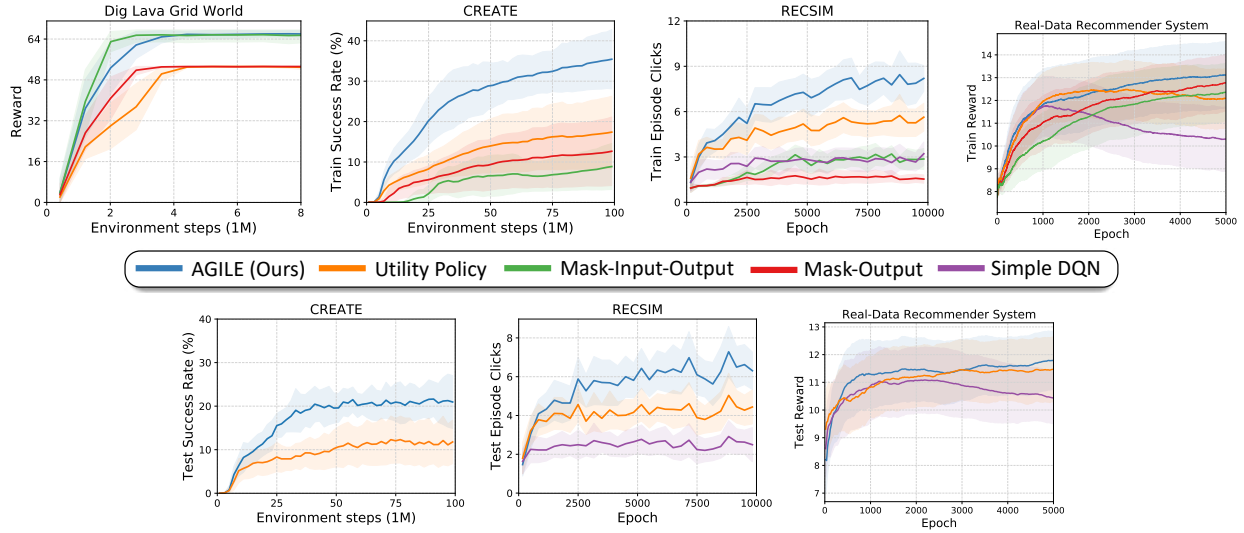 Dig Lava Grid World
64
48
32
16
0
0 2 4 6 8
Reward
Environment steps (1M)
CREATE
40
30
20
10
0
0 25 50 75 100
Train Success Rate (%)
Environment steps (1M)
RECSIM
12
9
6
3
0
0 2500 5000 7500 10000
Train Episode Clicks
Epoch
Real-Data Recommender System
14
13
12
11
10
9
8
0 1000 2000 3000 4000 5000
Train Reward
Epoch
AGILE (Ours) Utility Policy Mask-Input-Output Mask-Output Simple DQN
CREATE
40
30
20
10
0
0 25 50 75 100
Test Success Rate (%)
Environment steps (1M)
RECSIM
8
6
4
2
0
0 2500 5000 7500 10000
Test Episode Clicks
Epoch
Real-Data Recommender System
13
12
11
10
9
8
7
0 1000 2000 3000 4000 5000
Test Reward
Epoch